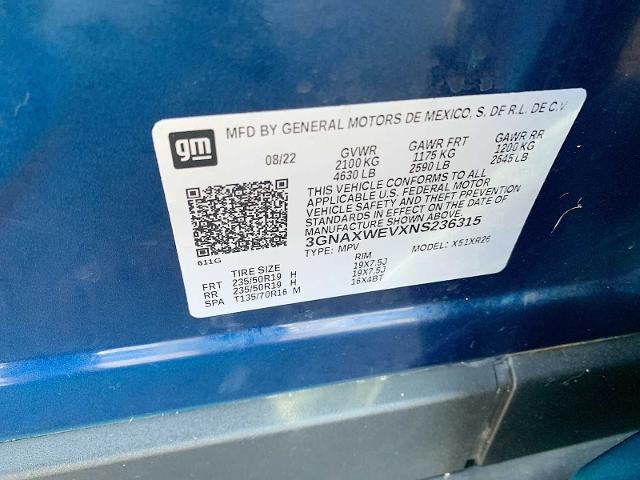 gm
MFD BY GENERAL MOTORS DE MEXICO, S. DE R.L. DE C.V.
08/22 GVWR GAWR FRT GAWR RR
2100 KG 1175 KG 1200 KG
4630 LB 2590 LB 2645 LB
THIS VEHICLE CONFORMS TO ALL
APPLICABLE U.S. FEDERAL MOTOR
VEHICLE SAFETY AND THEFT PREVENTION
STANDARDS IN EFFECT ON THE DATE OF
MANUFACTURE SHOWN ABOVE.
3GNAXWEVXNS236315
TYPE: MPV MODEL: X51XR26
611G
TIRE SIZE RIM
FRT 235/50R19 H 19X7.5J
RR 235/50R19 H 19X7.5J
SPA T135/70R16 M 16X4BT